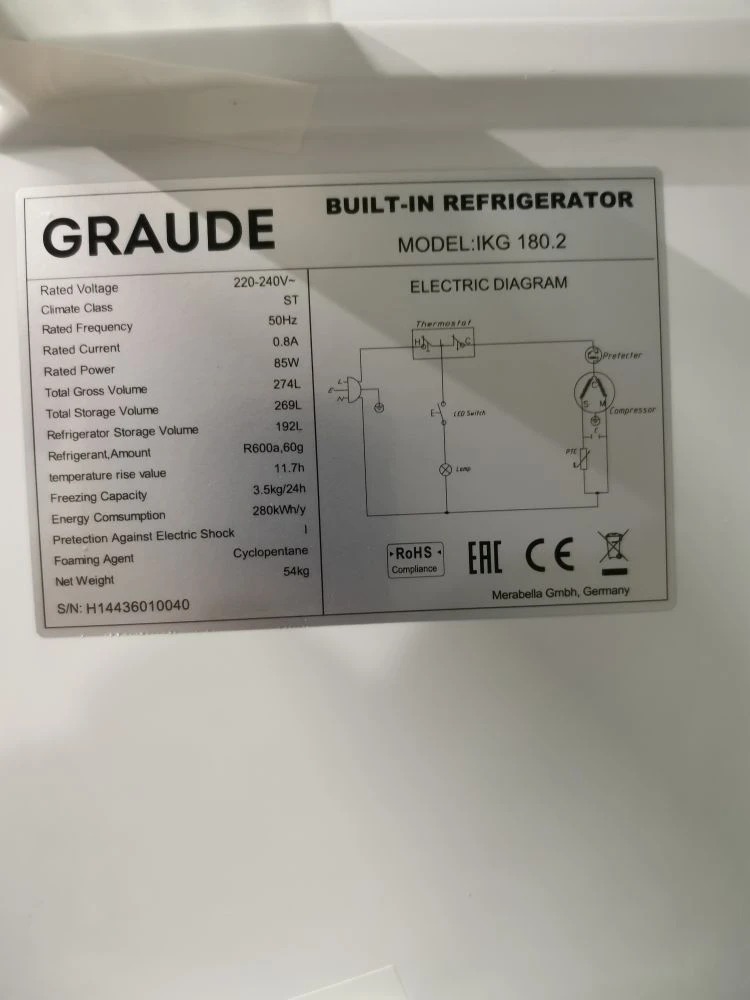 GRAUDE
BUILT-IN REFRIGERATOR
MODEL:IKG 180.2
Rated Voltage 220-240V~
Climate Class ST
Rated Frequency 50Hz
Rated Current 0.8A
Rated Power 85W
Total Gross Volume 274L
Total Storage Volume 269L
Refrigerator Storage Volume 192L
Refrigerant,Amount R600a,60g
temperature rise value 11.7h
Freezing Capacity 3.5kg/24h
Energy Comsumption 280kWh/y
Pretection Against Electric Shock I
Foaming Agent Cyclopentane
Net Weight 54kg
S/N: H14436010040
ELECTRIC DIAGRAM
Thermostat
H C
L
E
N
Protecter
C
S M
Compressor
E LED Switch
PTC
Lamp
RoHS
Compliance
EAC CE
Merabella Gmbh, Germany